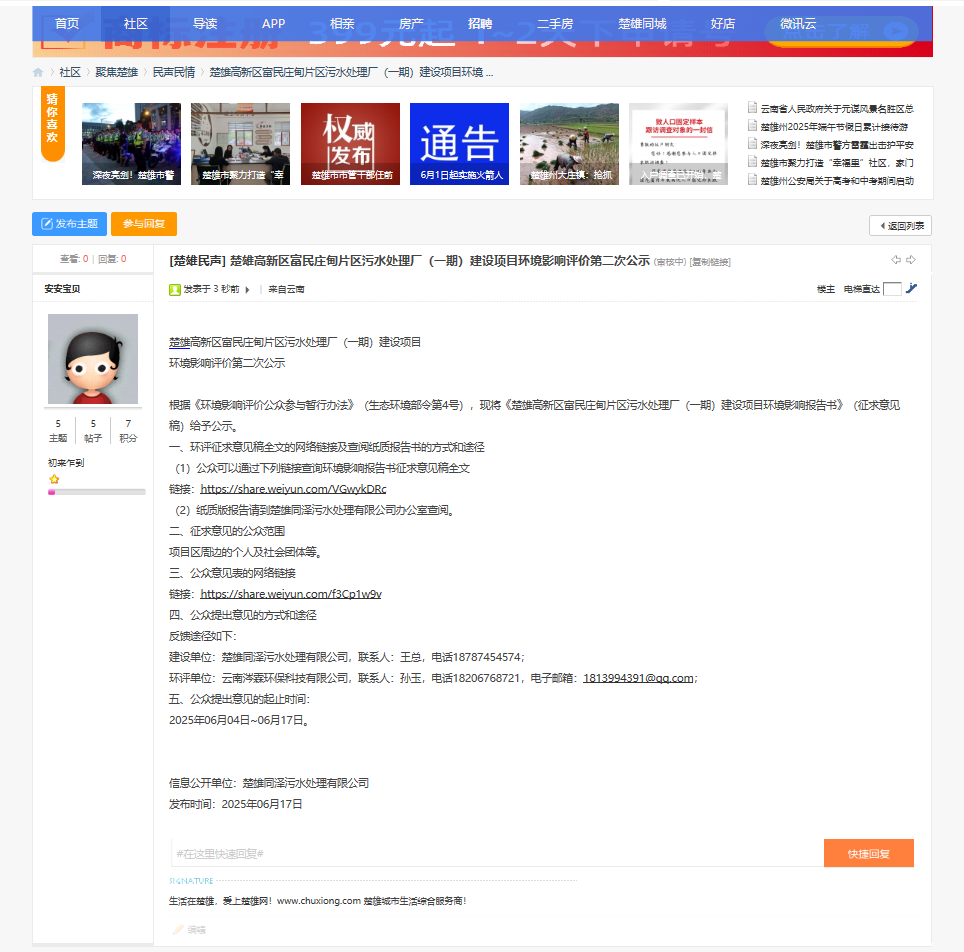 首页 社区 导读 APP 相亲 房产 招聘 二手房 楚雄同城 好店 微讯云
社区 聚焦楚雄 民声民情 楚雄高新区富民庄甸片区污水处理厂（一期）建设项目环境 ...
猜你喜欢
权威发布
通告
致人口固定样本
跟访调查对象的一封信
深夜亮剑！楚雄市警
楚雄市聚力打造“幸
楚雄市市管干部任前
6月1日起实施火箭人
楚雄州大庄镇：抢抓
云南省人民政府关于元谋风景名胜区总
楚雄州2025年端午节假日累计接待游
深夜亮剑！楚雄市警方雷霆出击护平安
楚雄市聚力打造“幸福里”社区，家门
楚雄州公安局关于高考和中考期间启动
发布主题 参与回复 返回列表
查看: 0 | 回复: 0
[楚雄民声] 楚雄高新区富民庄甸片区污水处理厂（一期）建设项目环境影响评价第二次公示 (审核中) [复制链接]
安安宝贝
发表于 3 秒前 | 来自云南
楼主 电梯直达
5 5 7
主题 帖子 积分
初来乍到
楚雄高新区富民庄甸片区污水处理厂（一期）建设项目
环境影响评价第二次公示
根据《环境影响评价公众参与暂行办法》（生态环境部令第4号），现将《楚雄高新区富民庄甸片区污水处理厂（一期）建设项目环境影响报告书》（征求意见
稿）给予公示。
一、环评征求意见稿全文的网络链接及查阅纸质报告书的方式和途径
（1）公众可以通过下列链接查询环境影响报告书征求意见稿全文
链接：https://share.weiyun.com/VGwykDRc
（2）纸质版报告请到楚雄同泽污水处理有限公司办公室查阅。
二、征求意见的公众范围
项目区周边的个人及社会团体等。
三、公众意见表的网络链接
链接：https://share.weiyun.com/f3Cp1w9v
四、公众提出意见的方式和途径
反馈途径如下：
建设单位：楚雄同泽污水处理有限公司，联系人：王总，电话18787454574；
环评单位：云南涔霖环保科技有限公司，联系人：孙玉，电话18206768721，电子邮箱：1813994391@qq.com；
五、公众提出意见的起止时间：
2025年06月04日~06月17日。
信息公开单位：楚雄同泽污水处理有限公司
发布时间：2025年06月17日
#在这里快速回复#
快捷回复
SIGNATURE
生活在楚雄，爱上楚雄网！www.chuxiong.com 楚雄城市生活综合服务商！
编辑